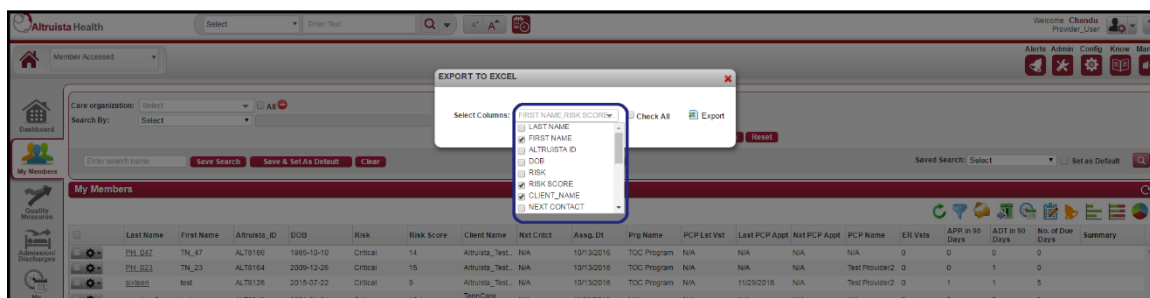 Altruista Health Select Enter Text A- A^ Welcome Chandu
Provider_User
Member Accessed Alerts Admin Config Know
EXPORT TO EXCEL
Care organization: Select All
Select Columns: FIRST NAME,RISK SCORE Check All Export
Search By: Select
LAST NAME
Dashboard FIRST NAME Reset
ALTRUISTA ID
DOB
Enter search name Save Search Save & Set As Default Clear Saved Search: Select Set as Default
RISK
My Members RISK SCORE
My Members CLIENT_NAME
NEXT CONTACT
Quality
Measures
Last Name First Name Altruista_ID DOB Risk Risk Score Client Name Nxt Cntct Assg. Dt Prg Name PCP Lst Vst Last PCP Appt Nxt PCP Appt PCP Name ER Vsts APP. in 90 Days ADT in 90 Days No. of Due Days Summary
Admission/
Discharges
PH_047 TN_47 ALT8186 1985-10-10 Critical 14 Altruista_Test... N/A 10/13/2016 TOC Program N/A N/A N/A N/A 0 0 0 0
PH_023 TN_23 ALT8164 2009-12-26 Critical 15 Altruista_Test... N/A 10/13/2016 TOC Program N/A N/A N/A Test Provider2 0 0 1 0
sixteen test ALT8126 2015-07-22 Critical 9 Altruista_Test... N/A 10/13/2016 TOC Program N/A 11/29/2016 N/A Test Provider2 0 1 1 5
My TennCare